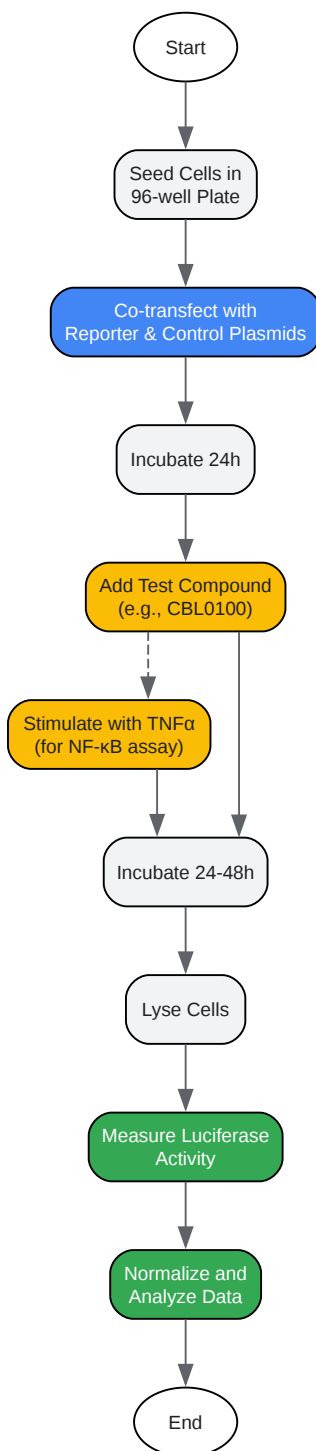 Start
Seed Cells in
96-well Plate
Co-transfect with
Reporter & Control Plasmids
Incubate 24h
Add Test Compound
(e.g., CBL0100)
Stimulate with TNFα
(for NF-κB assay)
Incubate 24-48h
Lyse Cells
Measure Luciferase
Activity
Normalize and
Analyze Data
End